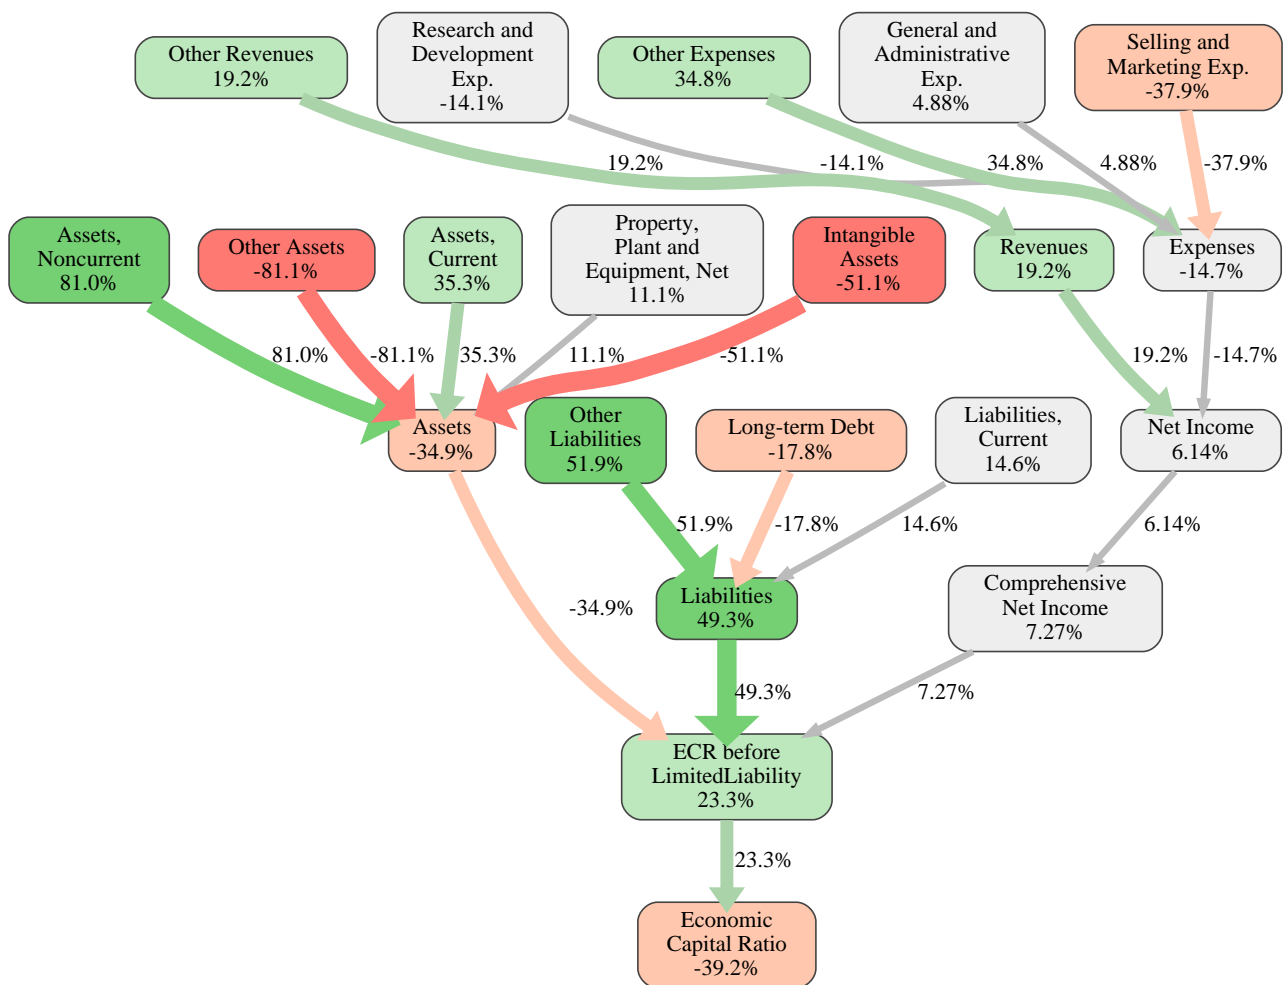 Other Revenues
19.2%
Research and
Development
Exp.
-14.1%
Other Expenses
34.8%
General and
Administrative
Exp.
4.88%
Selling and
Marketing Exp.
-37.9%
19.2%
-14.1%
34.8%
4.88%
-37.9%
Assets,
Noncurrent
81.0%
Other Assets
-81.1%
Assets,
Current
35.3%
Property,
Plant and
Equipment, Net
11.1%
Intangible
Assets
-51.1%
Revenues
19.2%
Expenses
-14.7%
81.0%
-81.1%
35.3%
11.1%
-51.1%
19.2%
-14.7%
Assets
-34.9%
Other
Liabilities
51.9%
Long-term Debt
-17.8%
Liabilities,
Current
14.6%
Net Income
6.14%
51.9%
-17.8%
14.6%
6.14%
-34.9%
Liabilities
49.3%
Comprehensive
Net Income
7.27%
49.3%
7.27%
ECR before
LimitedLiability
23.3%
23.3%
Economic
Capital Ratio
-39.2%